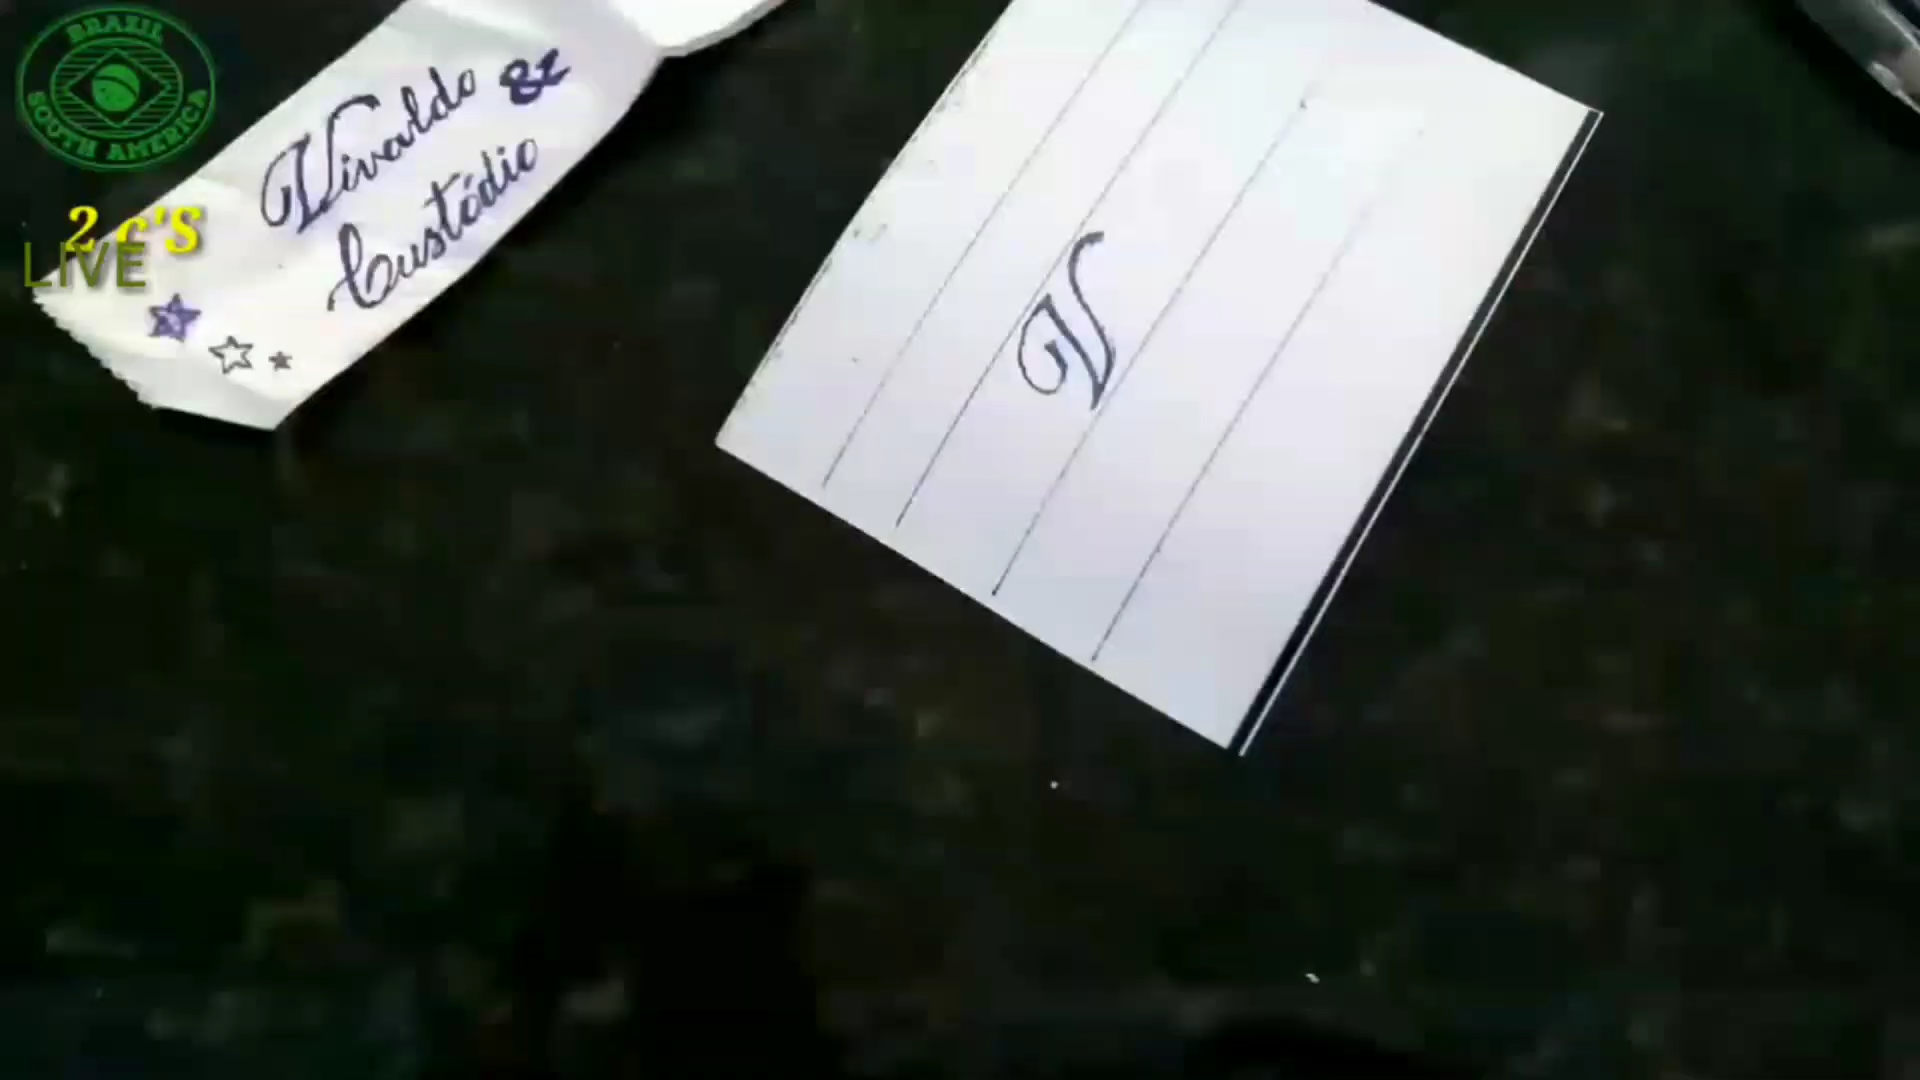 BRAZIL
SOUTH AMERICA
2 c'S
LIVE
Vivaldo &
Custódio
V